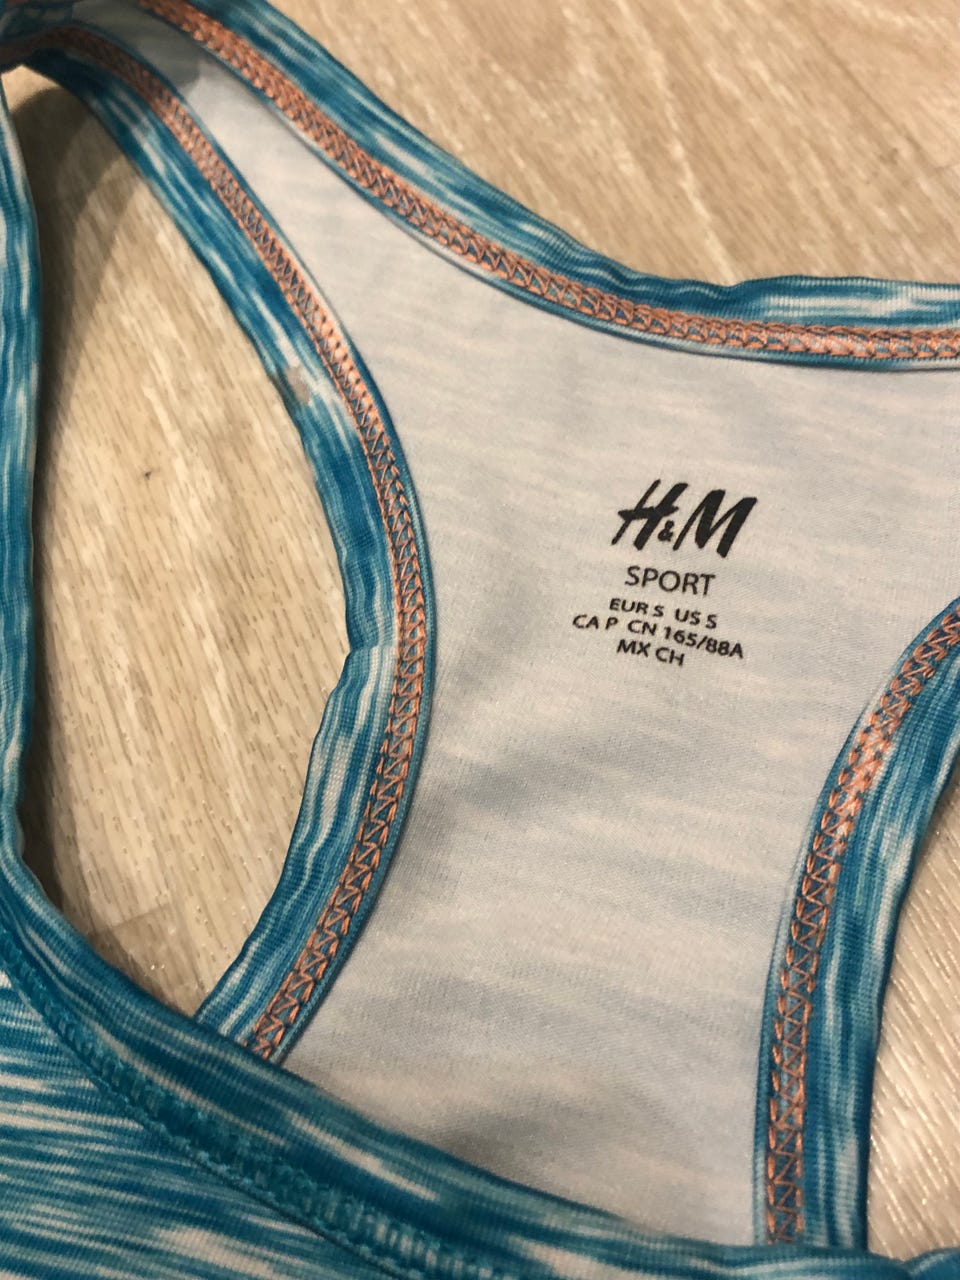 H&M
SPORT
EUR S US S
CA P CN 165/88A
MX CH